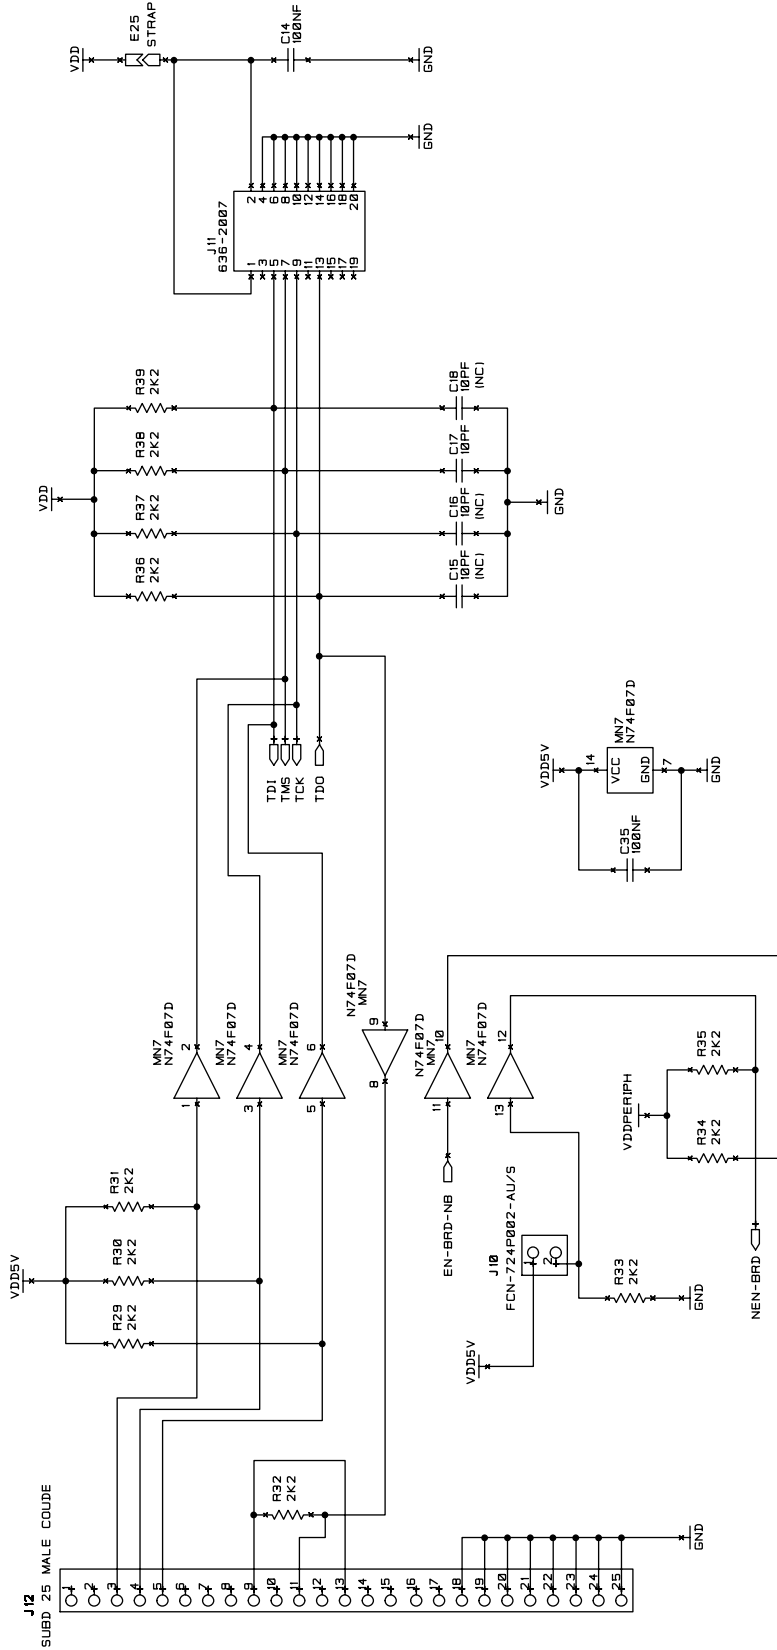 VDD
E25
STRAP
C14
100NF
GND
GND
J11
636-2007
1
3
5
7
9
11
13
15
17
19
2
4
6
8
10
12
14
16
18
20
VDD
R39
2K2
R38
2K2
R37
2K2
R36
2K2
C18
10PF
(NC)
C17
10PF
(NC)
C16
10PF
(NC)
C15
10PF
(NC)
GND
TDI
TMS
TCK
TDO
VDD5V
MN7
N74F07D
14
VCC
GND
7
GND
C35
100NF
MN7
N74F07D
1
2
MN7
N74F07D
3
4
MN7
N74F07D
5
6
N74F07D
MN7
9
8
N74F07D
MN7
10
11
MN7
N74F07D
12
13
VDD5V
R31
2K2
R30
2K2
R29
2K2
EN-BRD-NB
VDDPERIPH
R35
2K2
R34
2K2
NEN-BRD
J10
FCN-724P002-AU/S
1
2
VDD5V
R33
2K2
GND
R32
2K2
J12
SUBD 25 MALE COUDE
1
2
3
4
5
6
7
8
9
10
11
12
13
14
15
16
17
18
19
20
21
22
23
24
25
GND